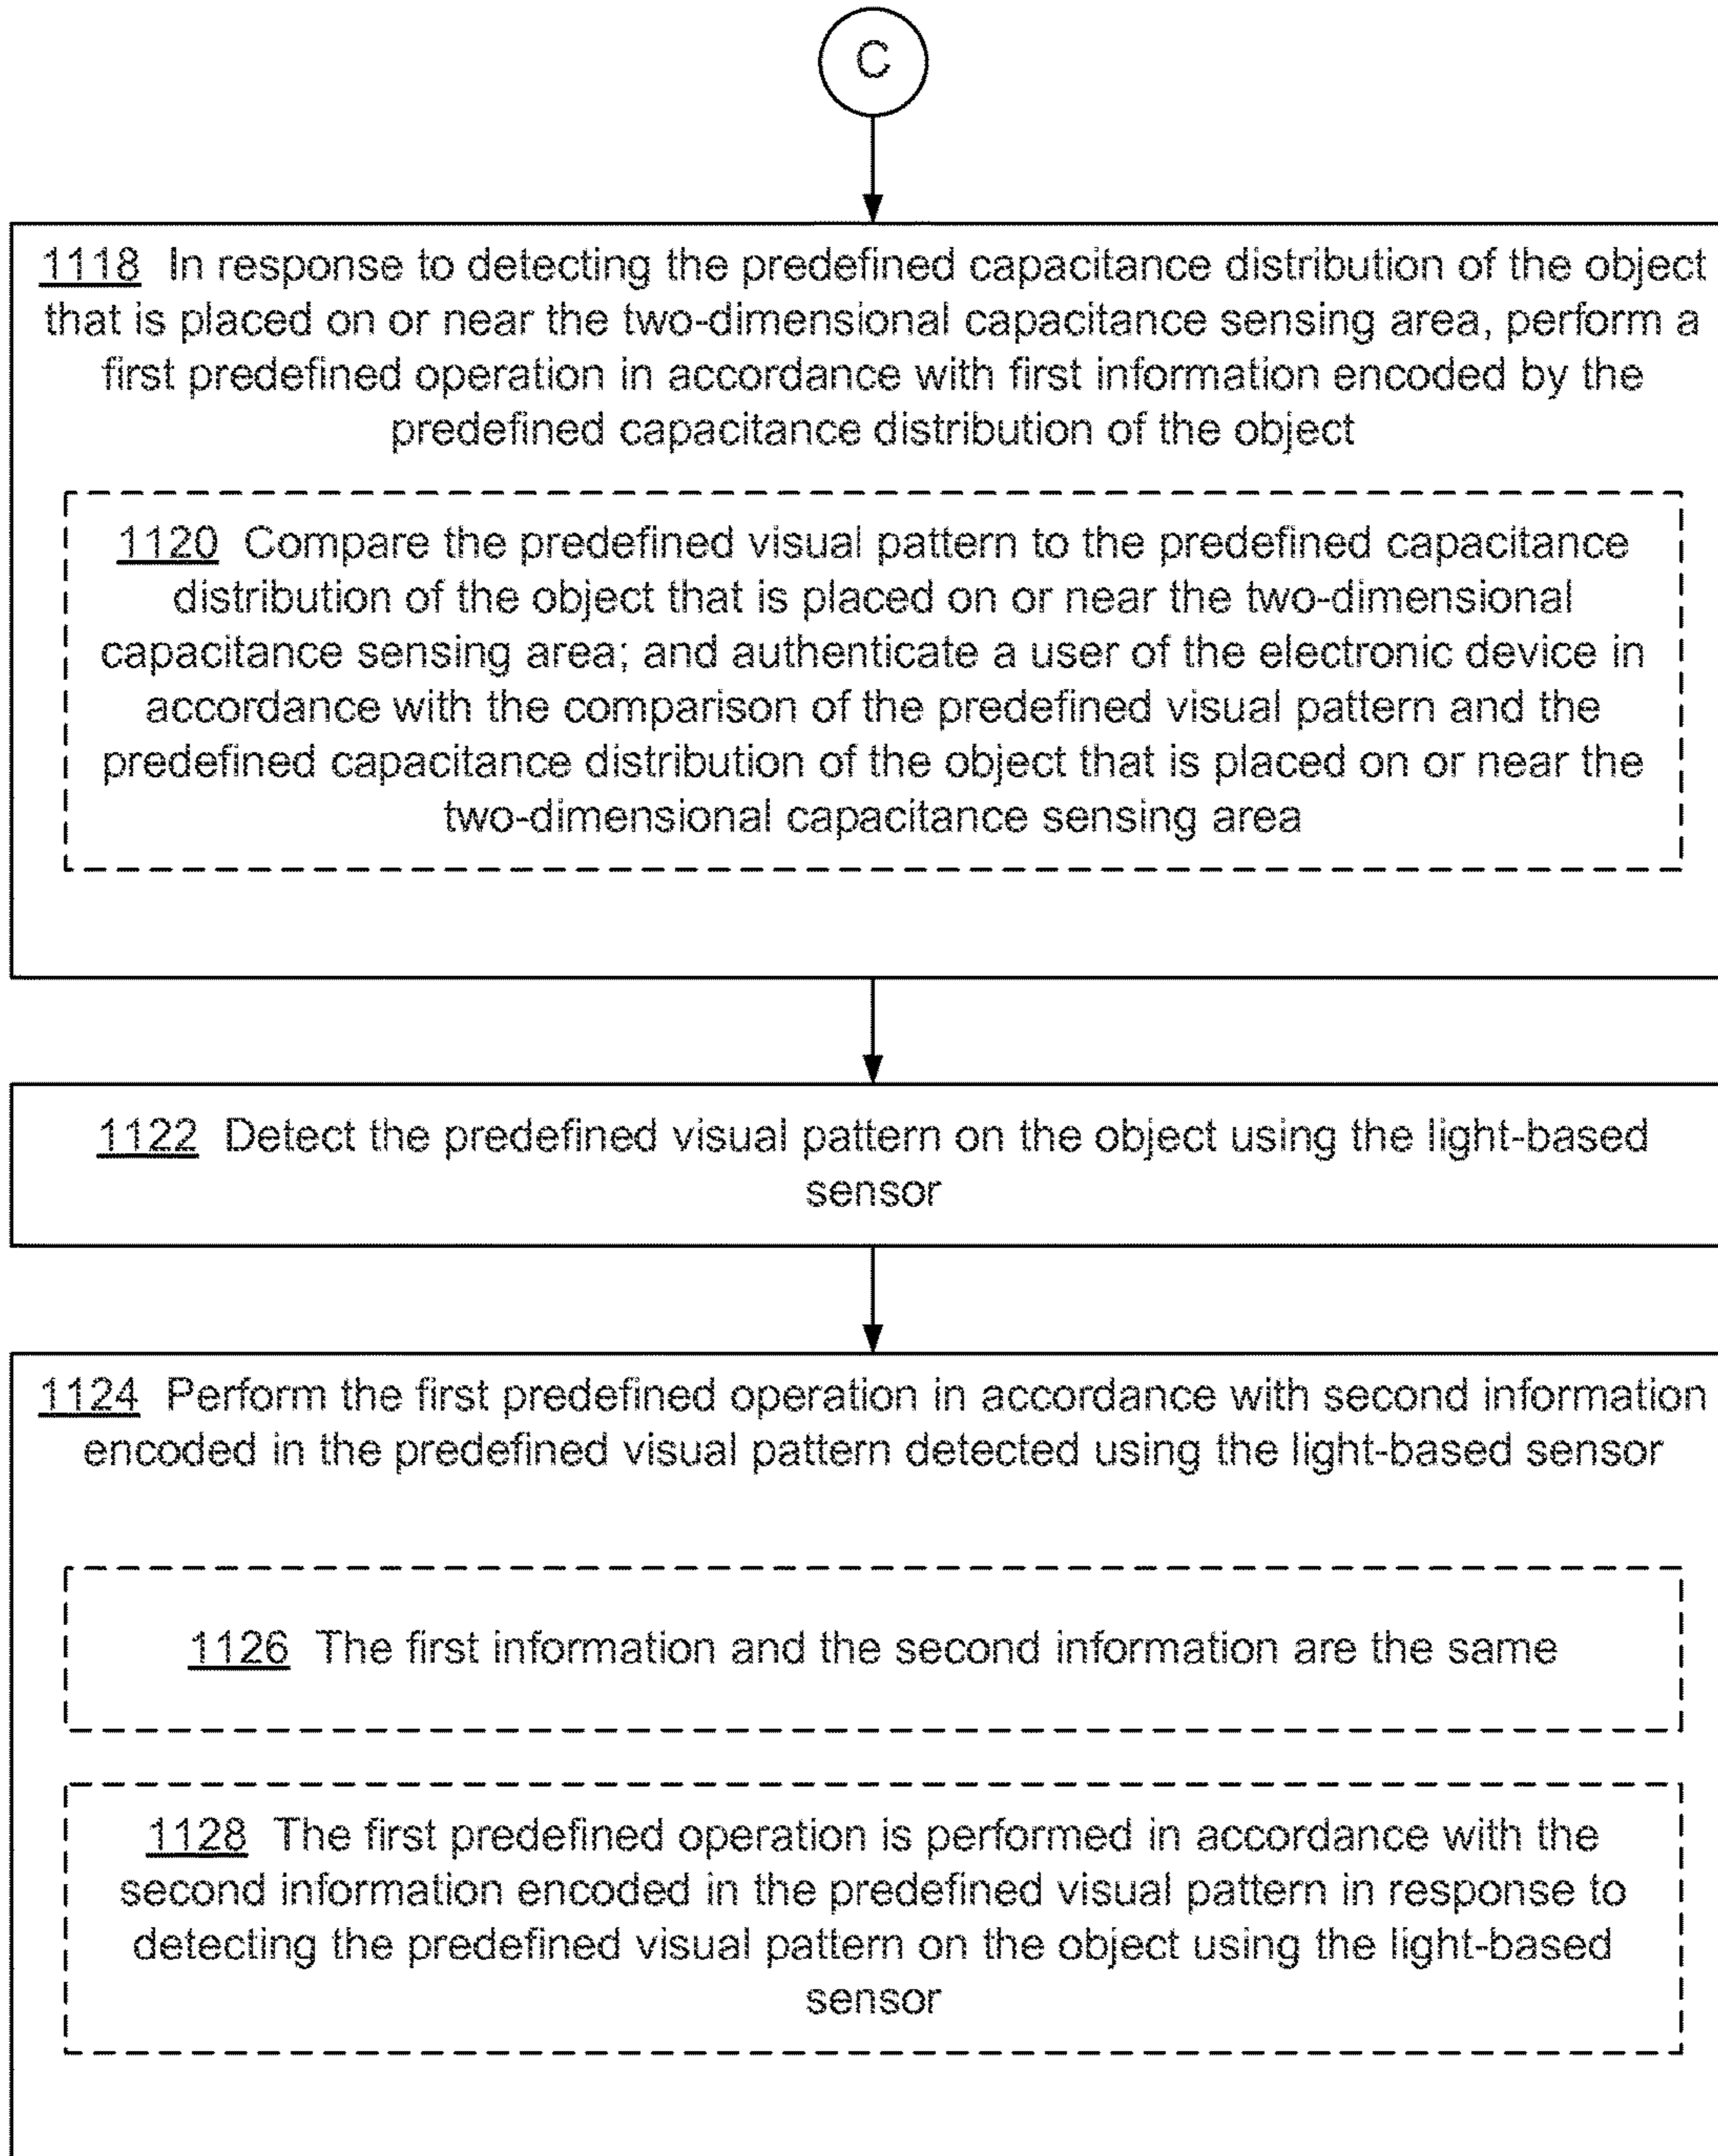 C
1118 In response to detecting the predefined capacitance distribution of the object
that is placed on or near the two-dimensional capacitance sensing area, perform a
first predefined operation in accordance with first information encoded by the
predefined capacitance distribution of the object
1120 Compare the predefined visual pattern to the predefined capacitance
distribution of the object that is placed on or near the two-dimensional
capacitance sensing area; and authenticate a user of the electronic device in
accordance with the comparison of the predefined visual pattern and the
predefined capacitance distribution of the object that is placed on or near the
two-dimensional capacitance sensing area
1122 Detect the predefined visual pattern on the object using the light-based
sensor
1124 Perform the first predefined operation in accordance with second information
encoded in the predefined visual pattern detected using the light-based sensor
1126 The first information and the second information are the same
1128 The first predefined operation is performed in accordance with the
second information encoded in the predefined visual pattern in response to
detecting the predefined visual pattern on the object using the light-based
sensor